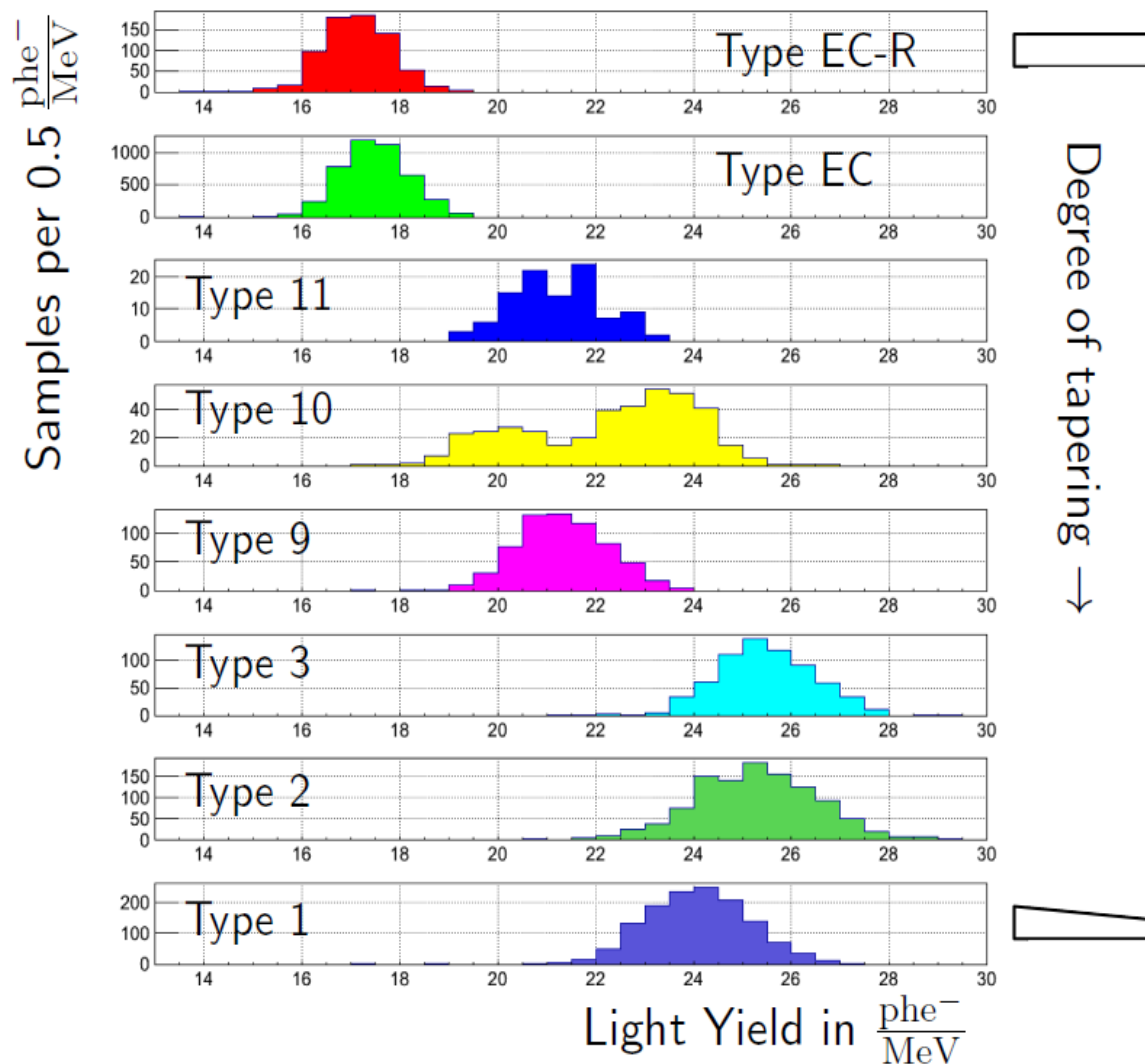 Samples per 0.5 phe⁻/MeV
150
100
50
0
Type EC-R
14 16 18 20 22 24 26 28 30
1000
500
0
Type EC
14 16 18 20 22 24 26 28 30
20
10
0
Type 11
14 16 18 20 22 24 26 28 30
40
20
0
Type 10
14 16 18 20 22 24 26 28 30
100
50
0
Type 9
14 16 18 20 22 24 26 28 30
100
50
0
Type 3
14 16 18 20 22 24 26 28 30
150
100
50
0
Type 2
14 16 18 20 22 24 26 28 30
200
100
0
Type 1
14 16 18 20 22 24 26 28 30
Light Yield in phe⁻/MeV
Degree of tapering →